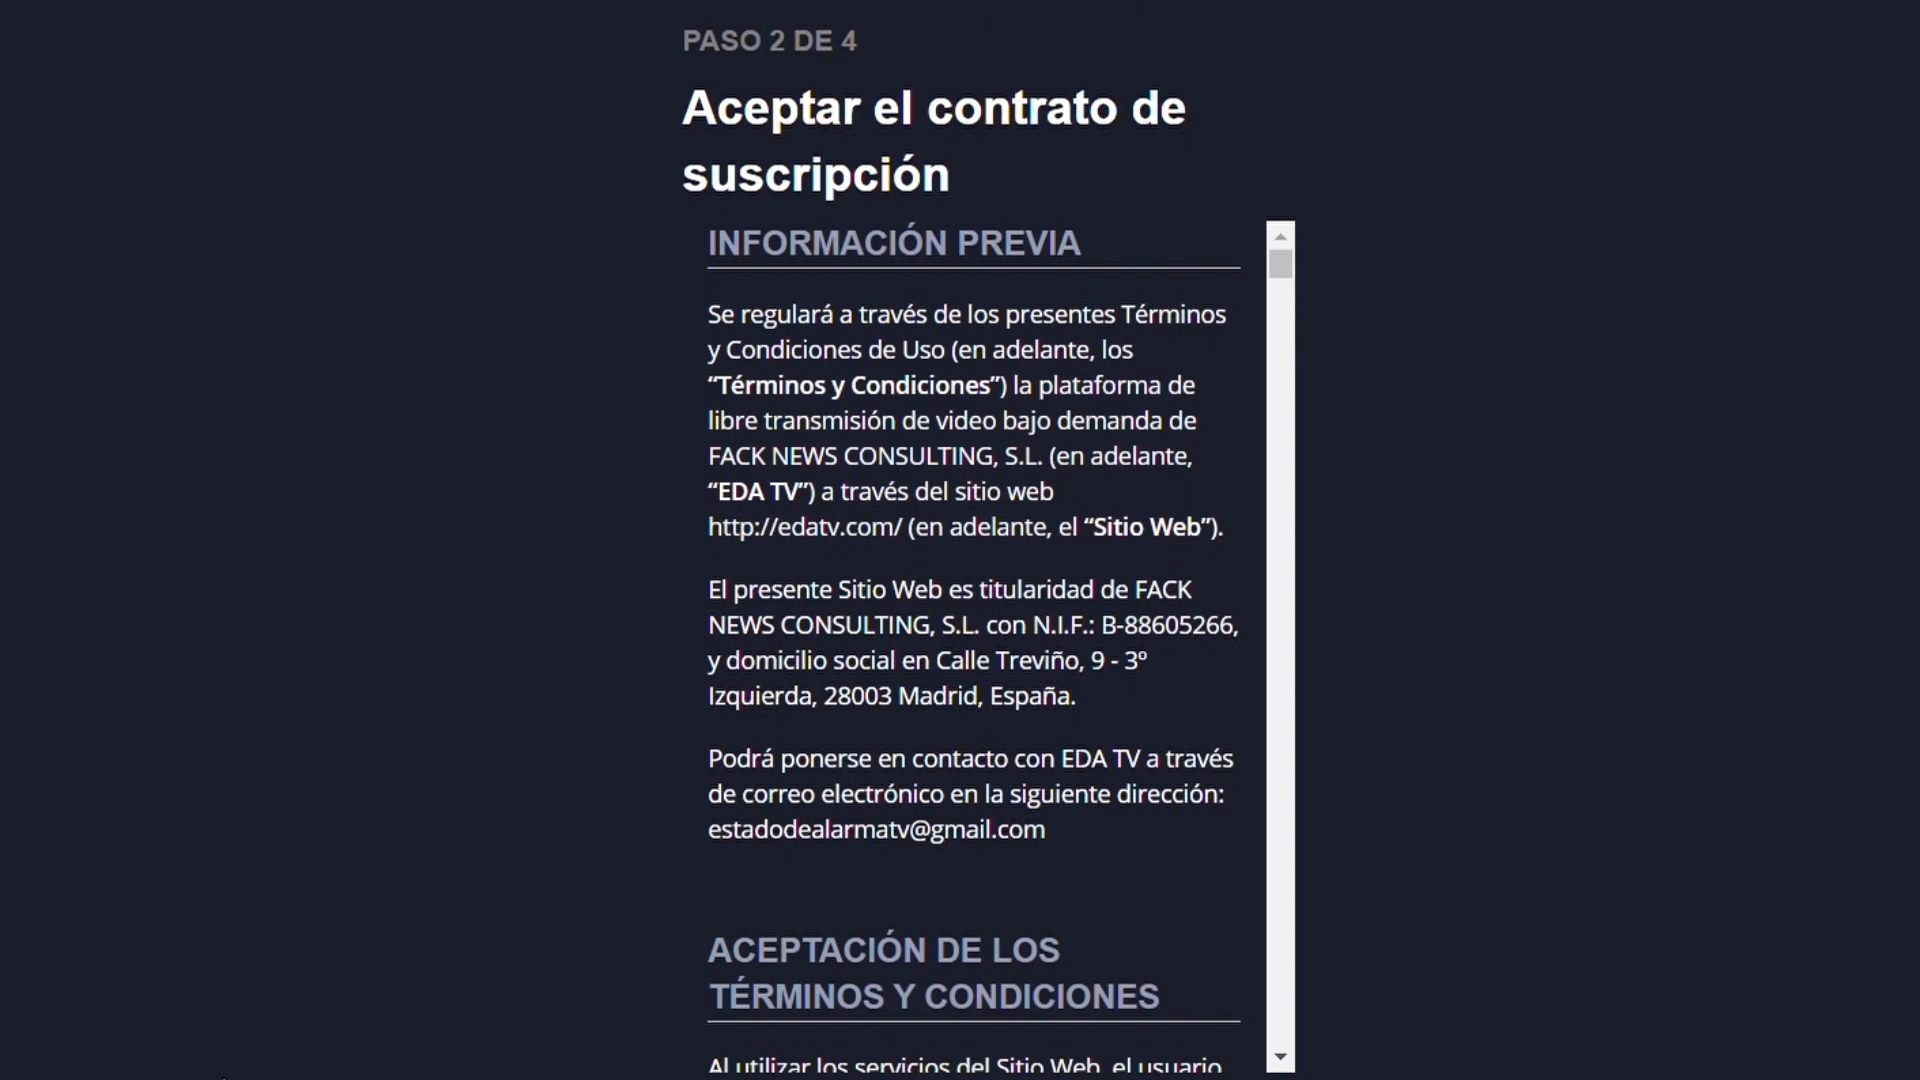 PASO 2 DE 4
Aceptar el contrato de
suscripción
INFORMACIÓN PREVIA
Se regulará a través de los presentes Términos
y Condiciones de Uso (en adelante, los
“Términos y Condiciones”) la plataforma de
libre transmisión de video bajo demanda de
FACK NEWS CONSULTING, S.L. (en adelante,
“EDA TV”) a través del sitio web
http://edatv.com/ (en adelante, el “Sitio Web”).
El presente Sitio Web es titularidad de FACK
NEWS CONSULTING, S.L. con N.I.F.: B-88605266,
y domicilio social en Calle Treviño, 9 - 3º
Izquierda, 28003 Madrid, España.
Podrá ponerse en contacto con EDA TV a través
de correo electrónico en la siguiente dirección:
estadodealarmatv@gmail.com
ACEPTACIÓN DE LOS
TÉRMINOS Y CONDICIONES
Al utilizar los servicios del Sitio Web, el usuario